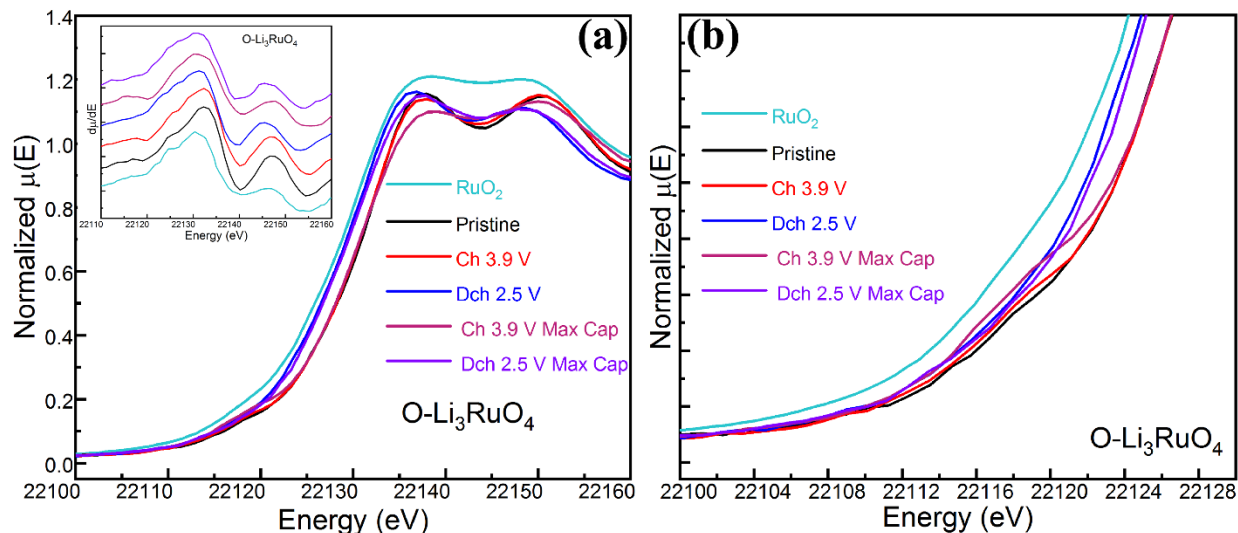 (a)
O-Li₃RuO₄
dμ/dE
22110 22120 22130 22140 22150 22160
Energy (eV)
Normalized μ(E)
1.4
1.2
1.0
0.8
0.6
0.4
0.2
0.0
RuO₂
Pristine
Ch 3.9 V
Dch 2.5 V
Ch 3.9 V Max Cap
Dch 2.5 V Max Cap
O-Li₃RuO₄
22100 22110 22120 22130 22140 22150 22160
Energy (eV)
(b)
Normalized μ(E)
RuO₂
Pristine
Ch 3.9 V
Dch 2.5 V
Ch 3.9 V Max Cap
Dch 2.5 V Max Cap
O-Li₃RuO₄
22100 22104 22108 22112 22116 22120 22124 22128
Energy (eV)